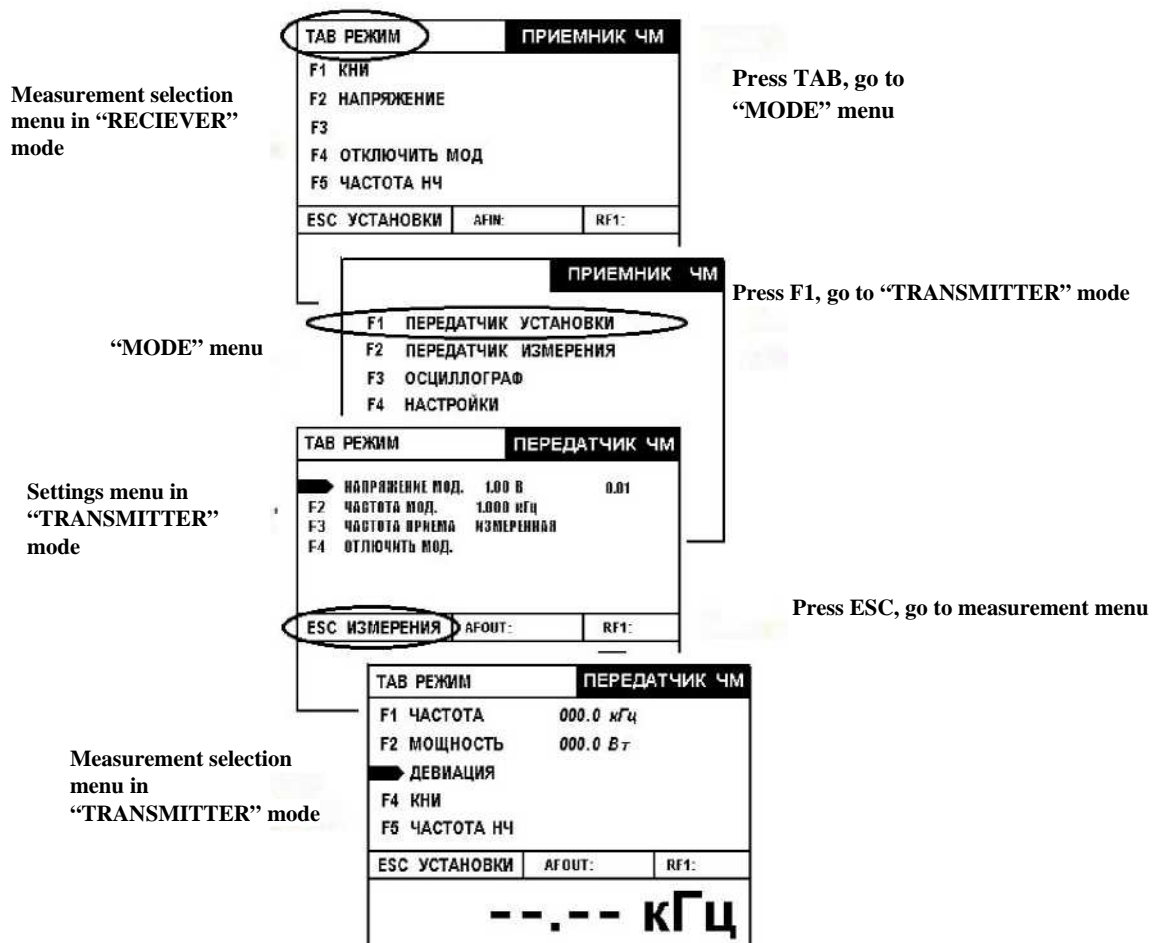 TAB РЕЖИМ ПРИЕМНИК ЧМ
F1 КНИ
F2 НАПРЯЖЕНИЕ
F3
F4 ОТКЛЮЧИТЬ МОД
F5 ЧАСТОТА НЧ
ESC УСТАНОВКИ AFIN: RF1:
Measurement selection
menu in “RECIEVER”
mode
Press TAB, go to
“MODE” menu
ПРИЕМНИК ЧМ
F1 ПЕРЕДАТЧИК УСТАНОВКИ
F2 ПЕРЕДАТЧИК ИЗМЕРЕНИЯ
F3 ОСЦИЛЛОГРАФ
F4 НАСТРОЙКИ
“MODE” menu
Press F1, go to “TRANSMITTER” mode
TAB РЕЖИМ ПЕРЕДАТЧИК ЧМ
НАПРЯЖЕНИЕ МОД. 1.00 В 0.01
F2 ЧАСТОТА МОД. 1.000 кГц
F3 ЧАСТОТА ПРИЕМА ИЗМЕРЕННАЯ
F4 ОТЛЮЧИТЬ МОД.
ESC ИЗМЕРЕНИЯ AFOUT: RF1:
Settings menu in
“TRANSMITTER”
mode
Press ESC, go to measurement menu
TAB РЕЖИМ ПЕРЕДАТЧИК ЧМ
F1 ЧАСТОТА 000.0 кГц
F2 МОЩНОСТЬ 000.0 Вт
ДЕВИАЦИЯ
F4 КНИ
F5 ЧАСТОТА НЧ
ESC УСТАНОВКИ AFOUT: RF1:
--.-- кГц
Measurement selection
menu in
“TRANSMITTER” mode